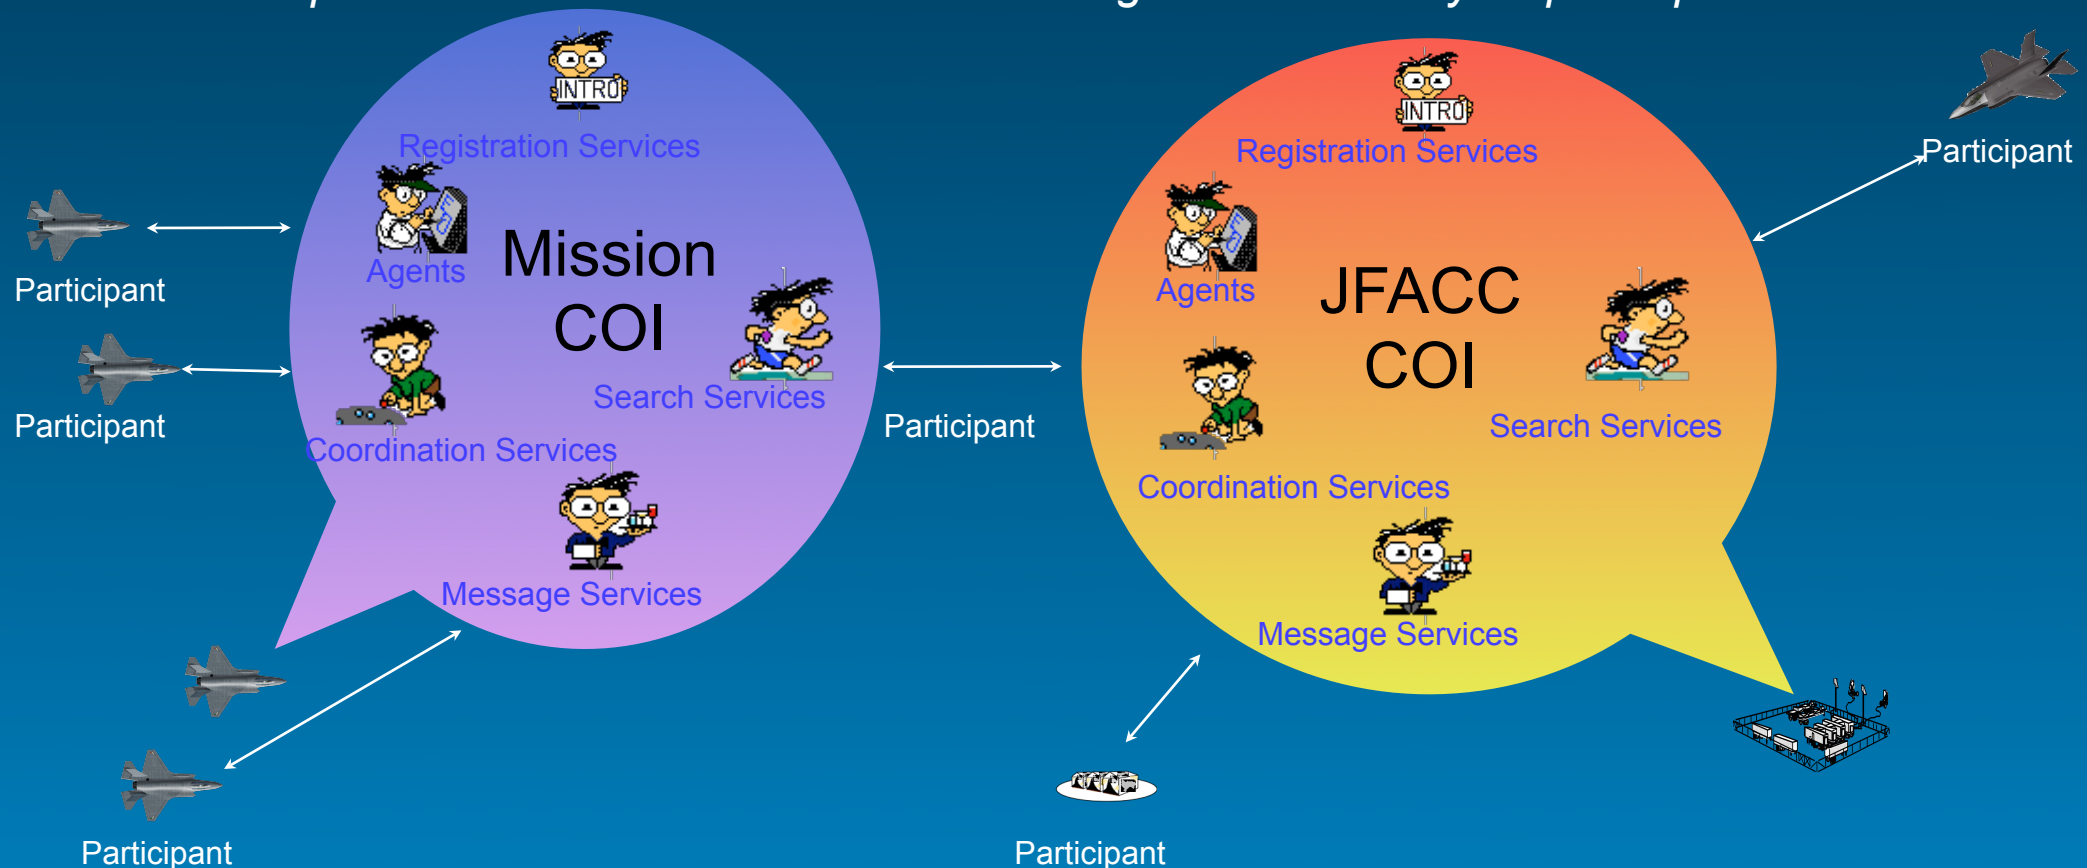 INTRO
Registration Services
Agents
Mission
COI
Search Services
Coordination Services
Message Services
Participant
Participant
Participant
Participant
INTRO
Registration Services
Agents
JFACC
COI
Search Services
Coordination Services
Message Services
Participant
Participant